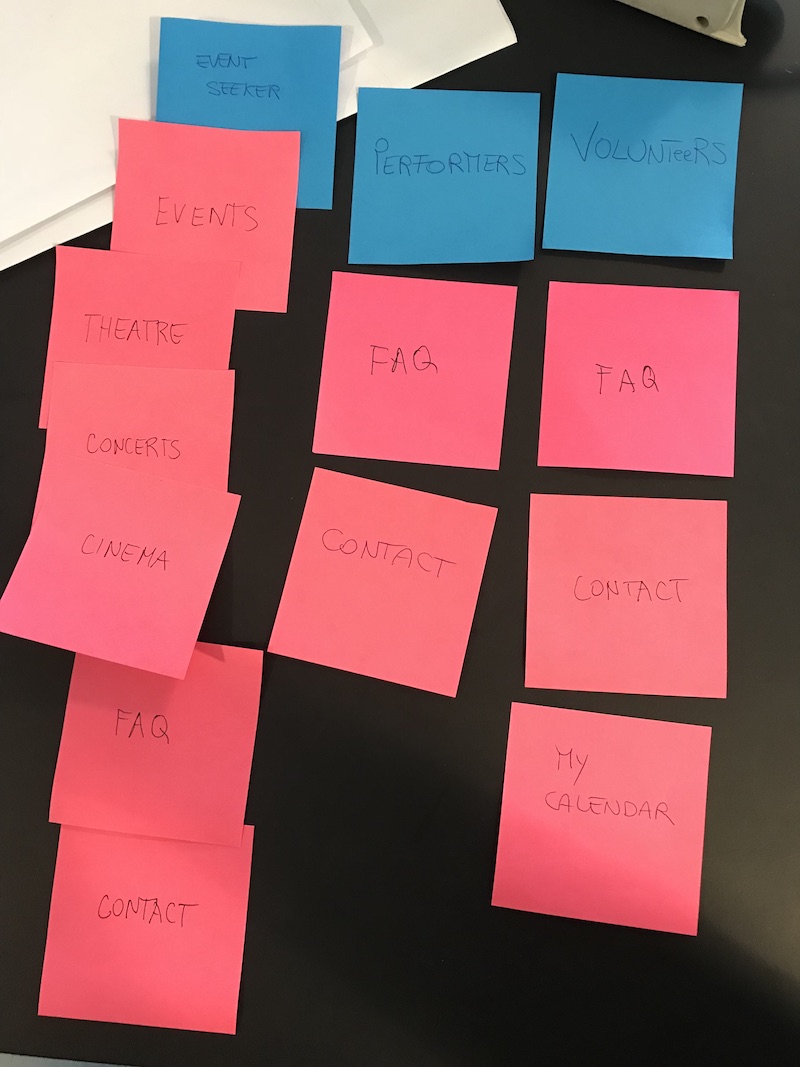 EVENT
SEEKER
EVENTS
THEATRE
CONCERTS
CINEMA
FAQ
CONTACT
PERFORMERS
FAQ
CONTACT
VOLUNTeeRS
FAQ
CONTACT
My
CALENDAR